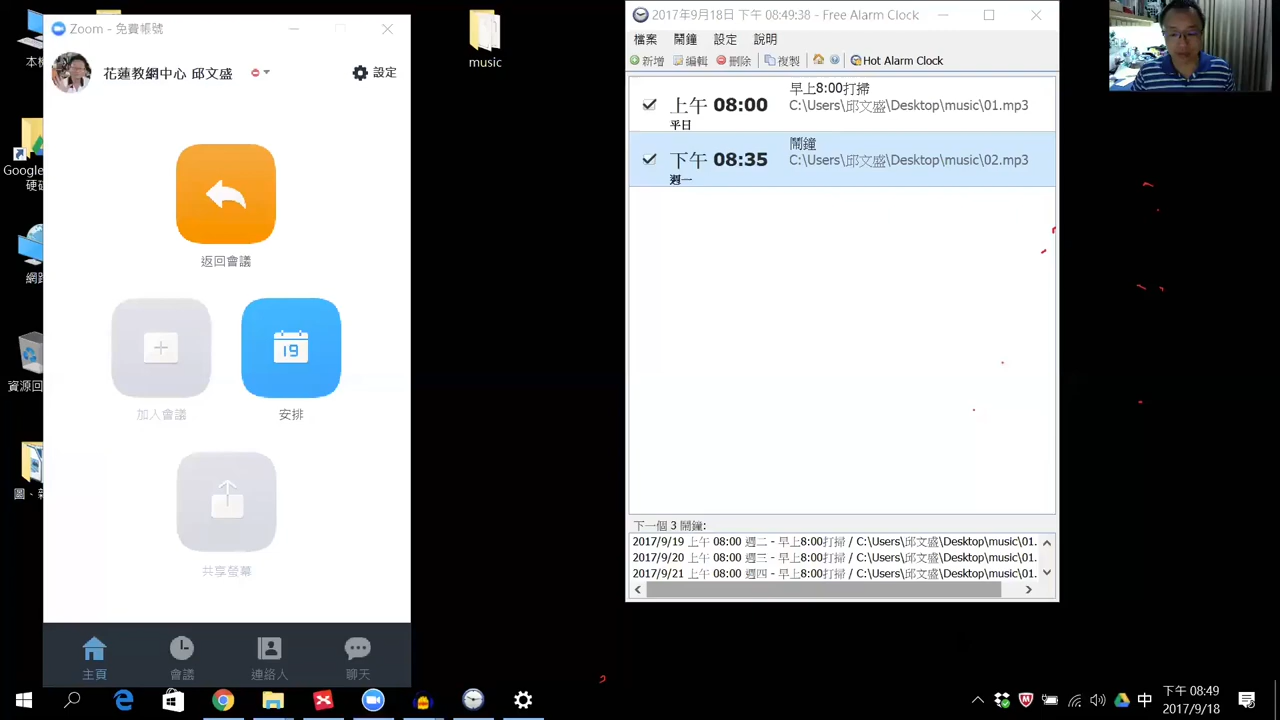 Zoom - 免費帳號
花蓮教網中心 邱文盛
設定
返回會議
19
加入會議
安排
共享螢幕
主頁
會議
連絡人
聊天
Google
網
資源回
music
2017年9月18日 下午 08:49:38 - Free Alarm Clock
檔案 鬧鐘 設定 說明
新增 編輯 刪除 複製 Hot Alarm Clock
早上8:00打掃
上午 08:00 C:\Users\邱文盛\Desktop\music\01.mp3
平日
鬧鐘
下午 08:35 C:\Users\邱文盛\Desktop\music\02.mp3
週一
下一個 3 鬧鐘:
2017/9/19 上午 08:00 週二 - 早上8:00打掃 / C:\Users\邱文盛\Desktop\music\01.
2017/9/20 上午 08:00 週三 - 早上8:00打掃 / C:\Users\邱文盛\Desktop\music\01.
2017/9/21 上午 08:00 週四 - 早上8:00打掃 / C:\Users\邱文盛\Desktop\music\01.
中
下午 08:49
2017/9/18